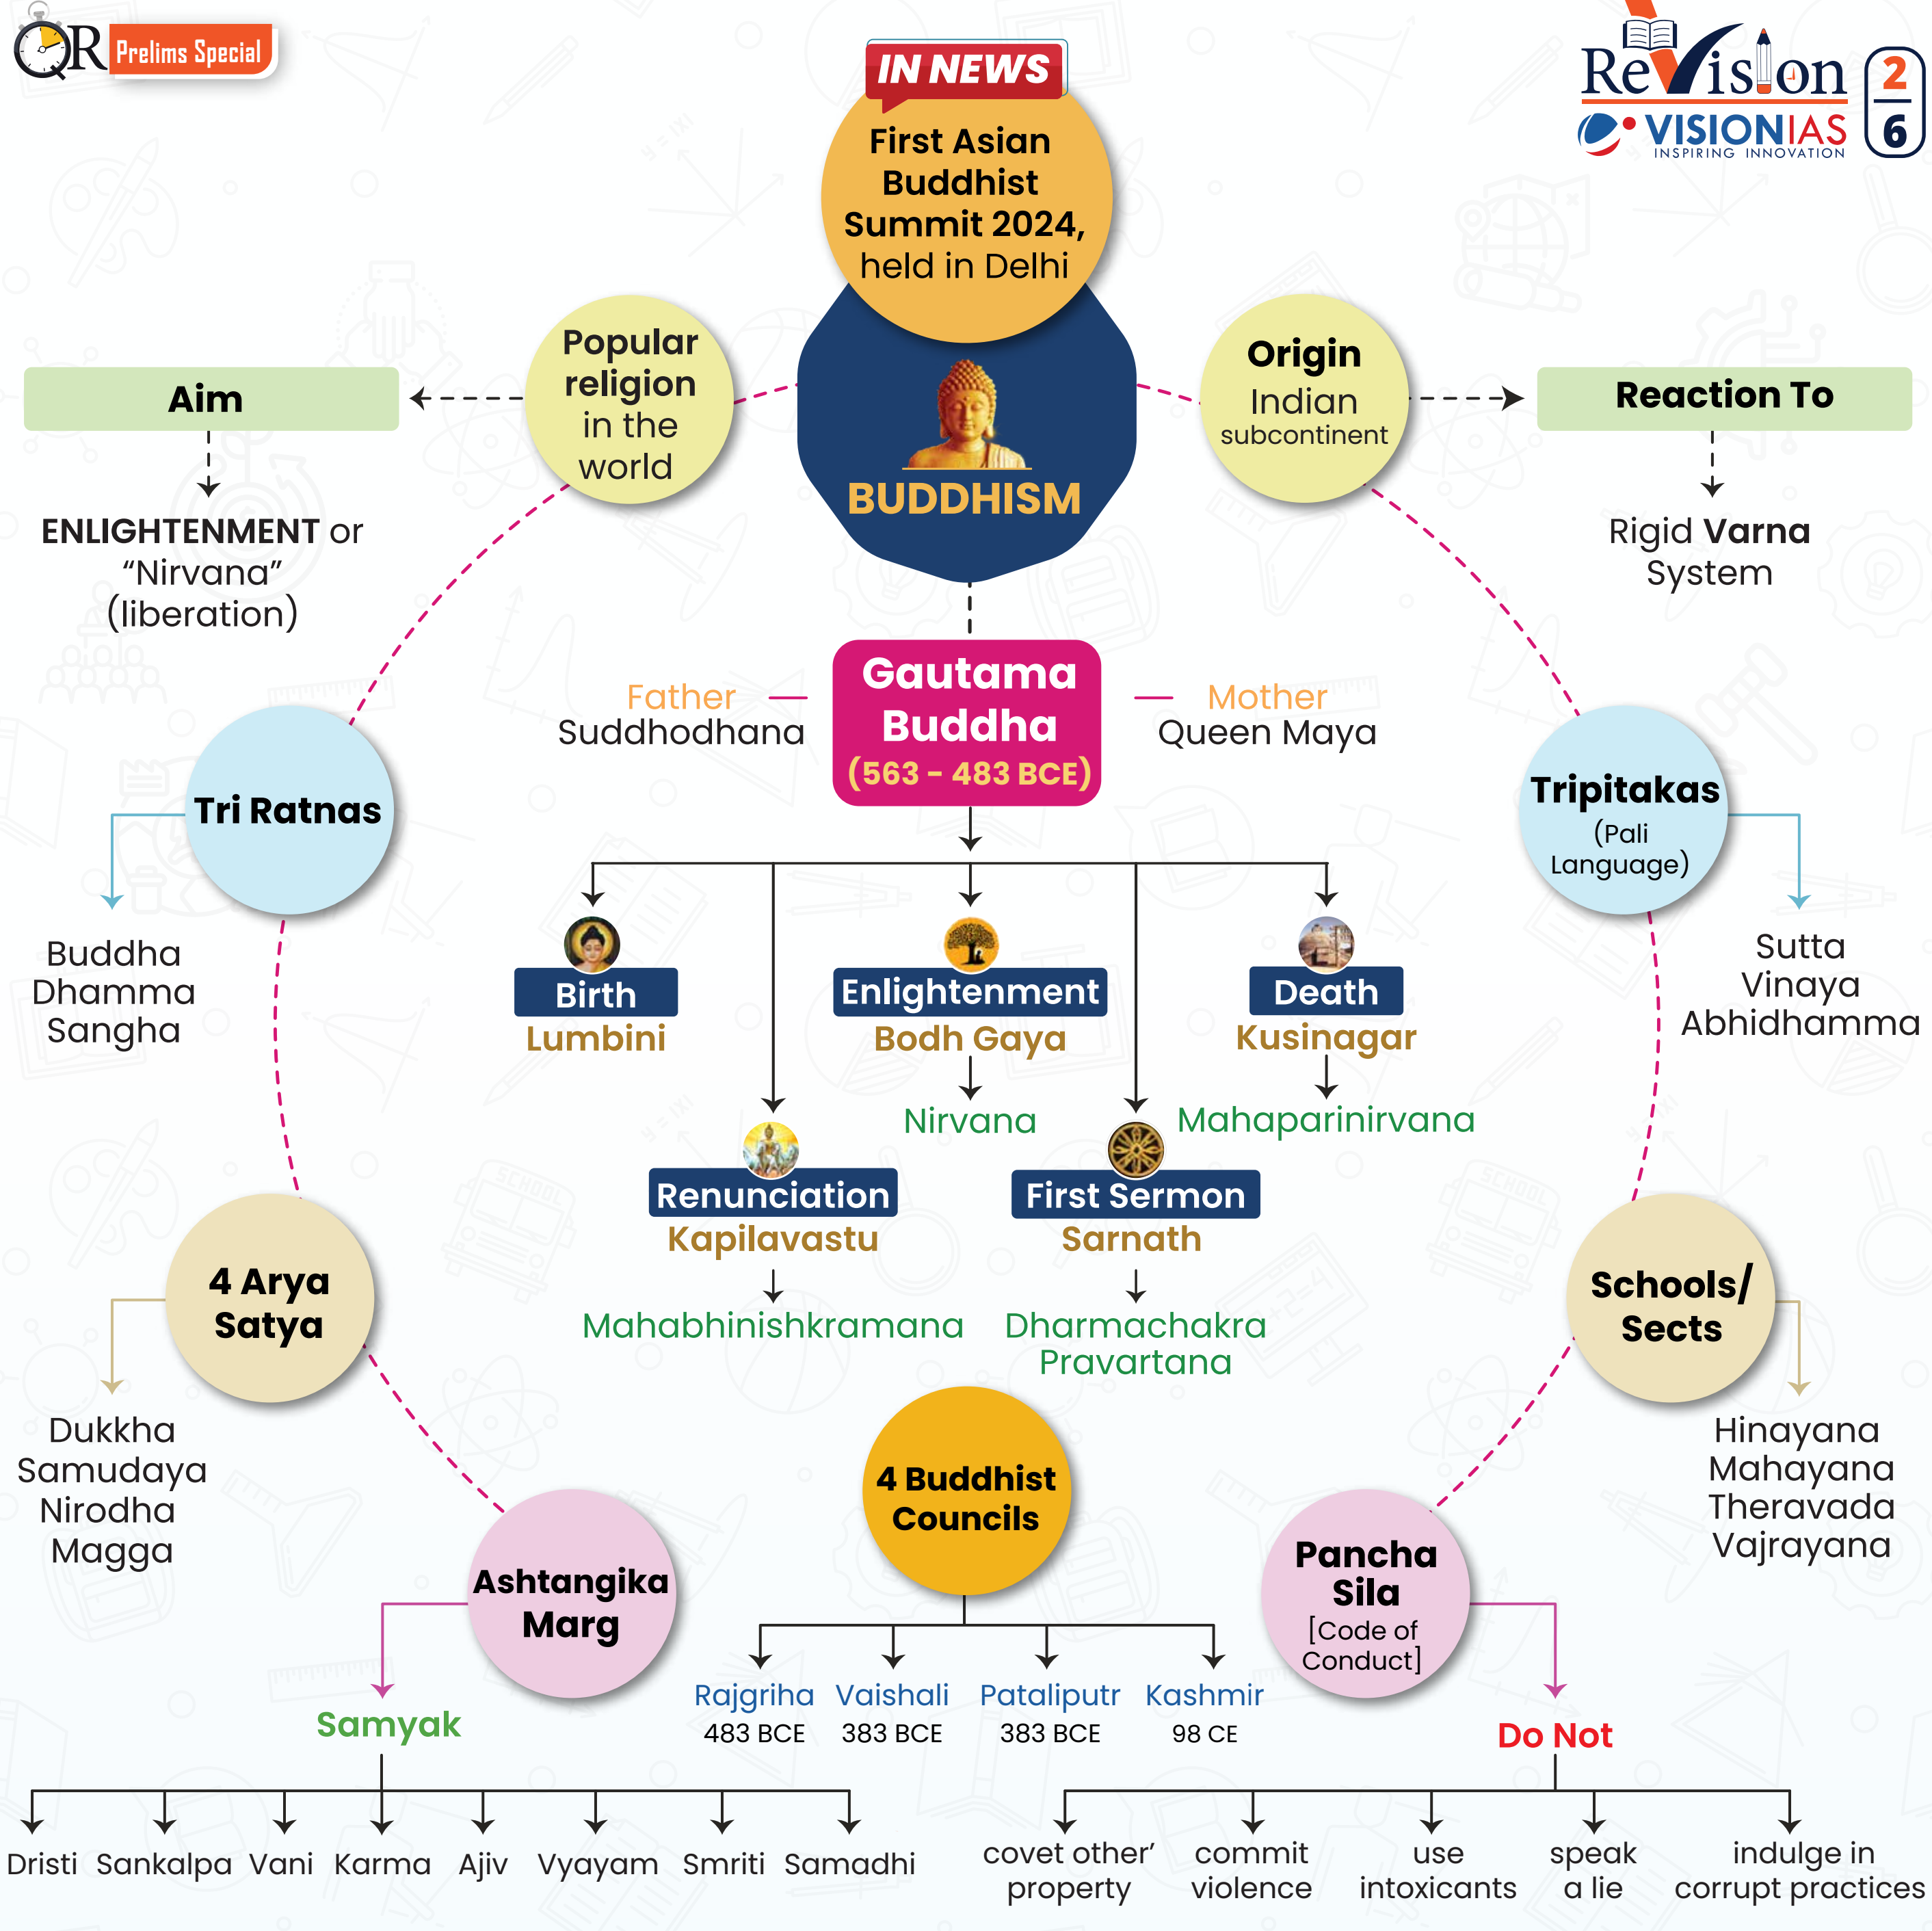 QR Prelims Special
ReVision
VISIONIAS
INSPIRING INNOVATION
2
6
IN NEWS
First Asian
Buddhist
Summit 2024,
held in Delhi
BUDDHISM
Popular
religion
in the
world
Aim
ENLIGHTENMENT or
“Nirvana”
(liberation)
Origin
Indian
subcontinent
Reaction To
Rigid Varna
System
Gautama
Buddha
(563 - 483 BCE)
Father
Suddhodhana
Mother
Queen Maya
Tri Ratnas
Buddha
Dhamma
Sangha
Tripitakas
(Pali
Language)
Sutta
Vinaya
Abhidhamma
Birth
Lumbini
Enlightenment
Bodh Gaya
Nirvana
Death
Kusinagar
Mahaparinirvana
Renunciation
Kapilavastu
Mahabhinishkramana
First Sermon
Sarnath
Dharmachakra
Pravartana
4 Arya
Satya
Dukkha
Samudaya
Nirodha
Magga
Schools/
Sects
Hinayana
Mahayana
Theravada
Vajrayana
Ashtangika
Marg
Samyak
Dristi Sankalpa Vani Karma Ajiv Vyayam Smriti Samadhi
4 Buddhist
Councils
Rajgriha Vaishali Pataliputr Kashmir
483 BCE 383 BCE 383 BCE 98 CE
Pancha
Sila
[Code of
Conduct]
Do Not
covet other’
property
commit
violence
use
intoxicants
speak
a lie
indulge in
corrupt practices